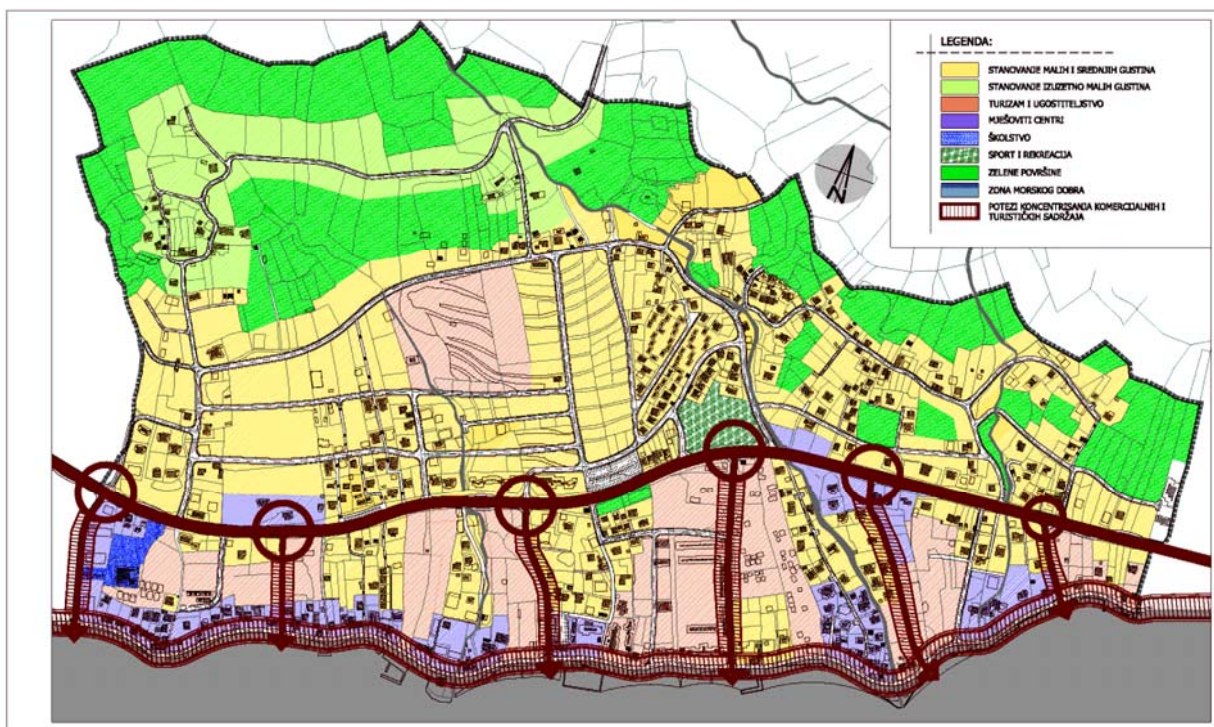 LEGENDA:
STANOVANJE MALIH I SREDNJIH GUSTINA
STANOVANJE IZUZETNO MALIH GUSTINA
TURIZAM I UGOSTITELJSTVO
MJEŠOVITI CENTRI
ŠKOLSTVO
SPORT I REKREACIJA
ZELENE POVRŠINE
ZONA MORSKOG DOBRA
POTEZI KONCENTRISANJA KOMERCIJALNIH I
TURISTIČKIH SADRŽAJA
N